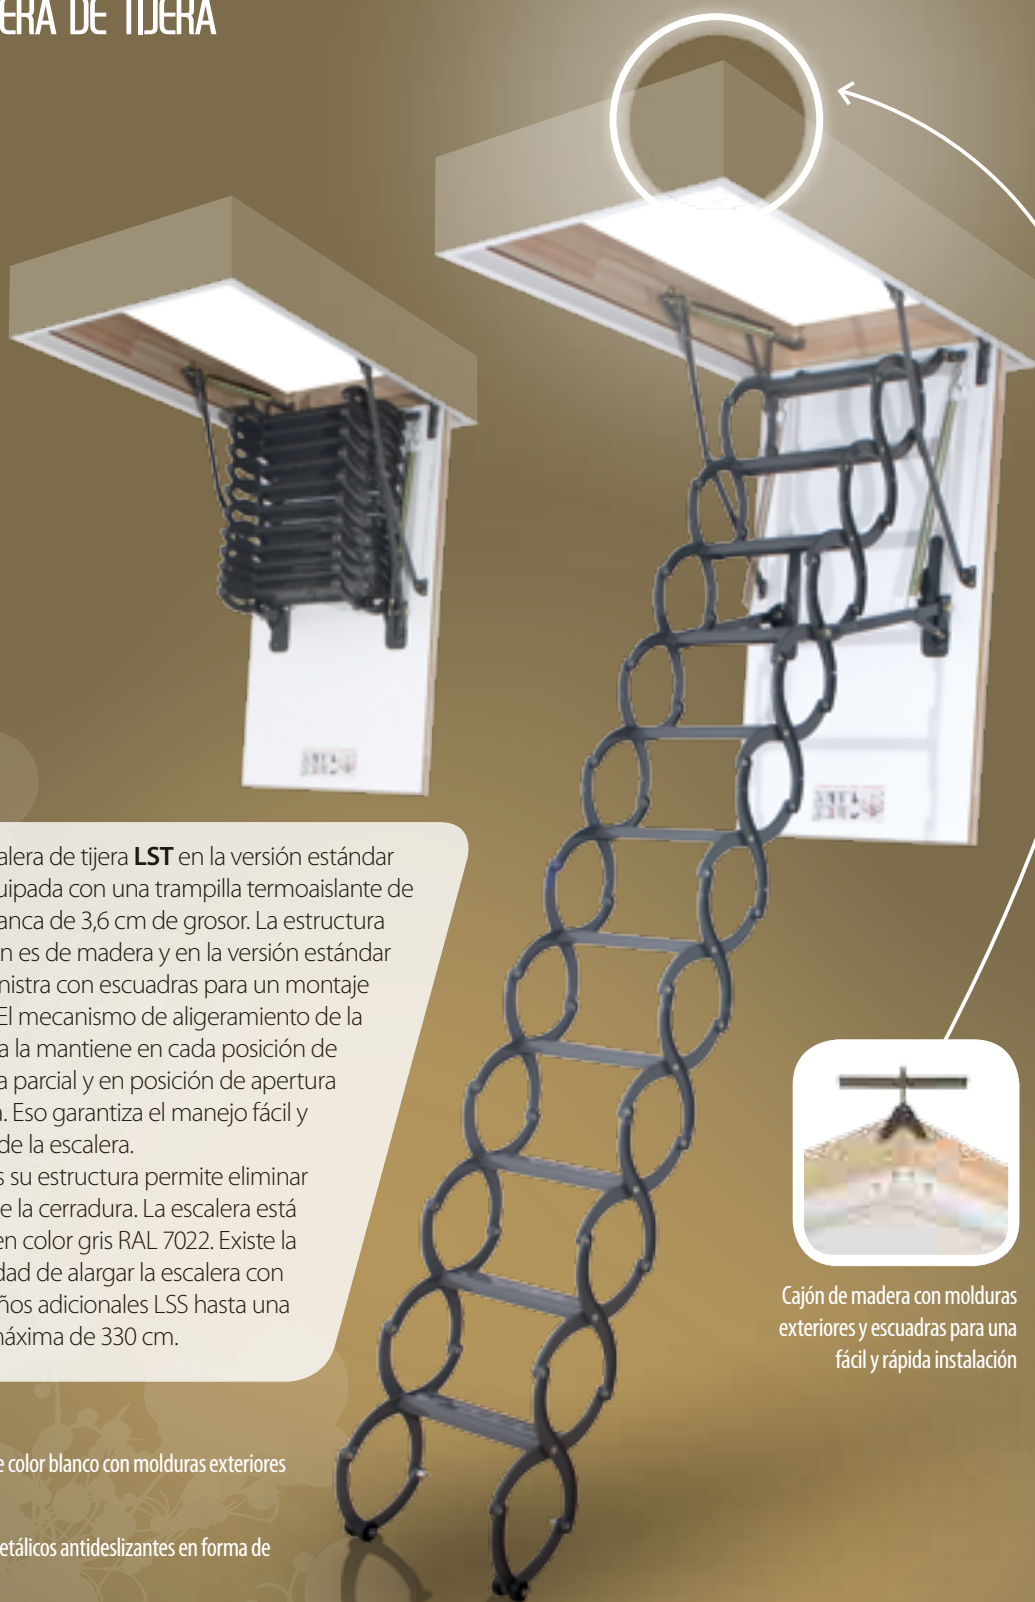 ERA DE TIJERA
alera de tijera LST en la versión estándar
uipada con una trampilla termoaislante de
anca de 3,6 cm de grosor. La estructura
n es de madera y en la versión estándar
nistra con escuadras para un montaje
El mecanismo de aligeramiento de la
a la mantiene en cada posición de
a parcial y en posición de apertura
a. Eso garantiza el manejo fácil y
de la escalera.
s su estructura permite eliminar
e la cerradura. La escalera está
en color gris RAL 7022. Existe la
dad de alargar la escalera con
ños adicionales LSS hasta una
máxima de 330 cm.
Cajón de madera con molduras
exteriores y escuadras para una
fácil y rápida instalación
e color blanco con molduras exteriores
etálicos antideslizantes en forma de